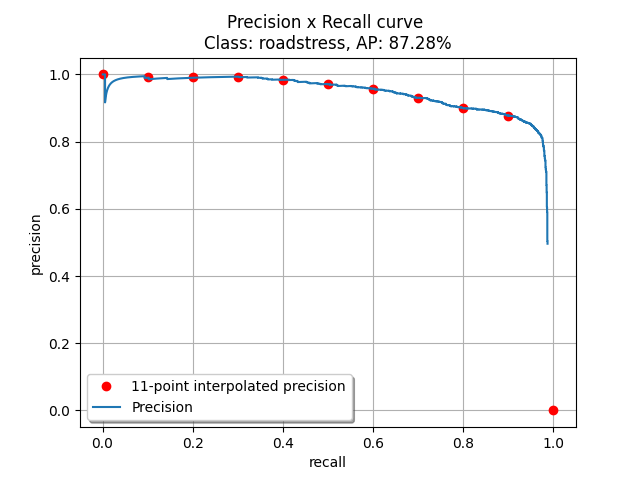 Precision x Recall curve
Class: roadstress, AP: 87.28%
1.0
0.8
0.6
0.4
0.2
0.0
precision
11-point interpolated precision
Precision
0.0 0.2 0.4 0.6 0.8 1.0
recall